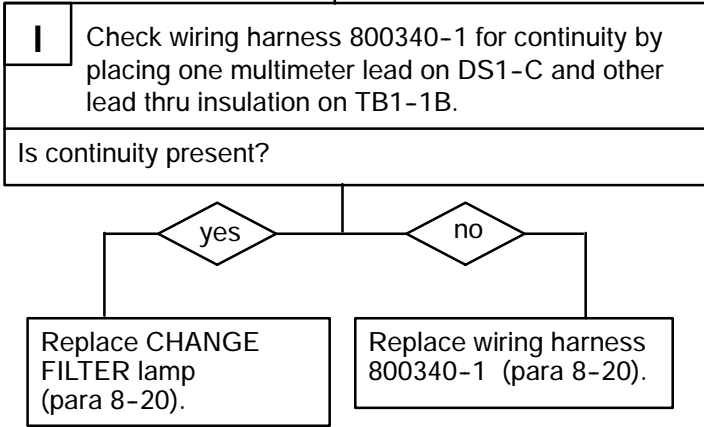 I
Check wiring harness 800340-1 for continuity by
placing one multimeter lead on DS1-C and other
lead thru insulation on TB1-1B.
Is continuity present?
yes
no
Replace CHANGE
FILTER lamp
(para 8-20).
Replace wiring harness
800340-1 (para 8-20).